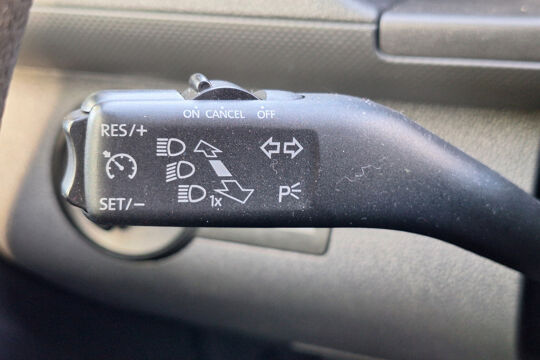 ON CANCEL OFF
RES/+
SET/-
1x
P